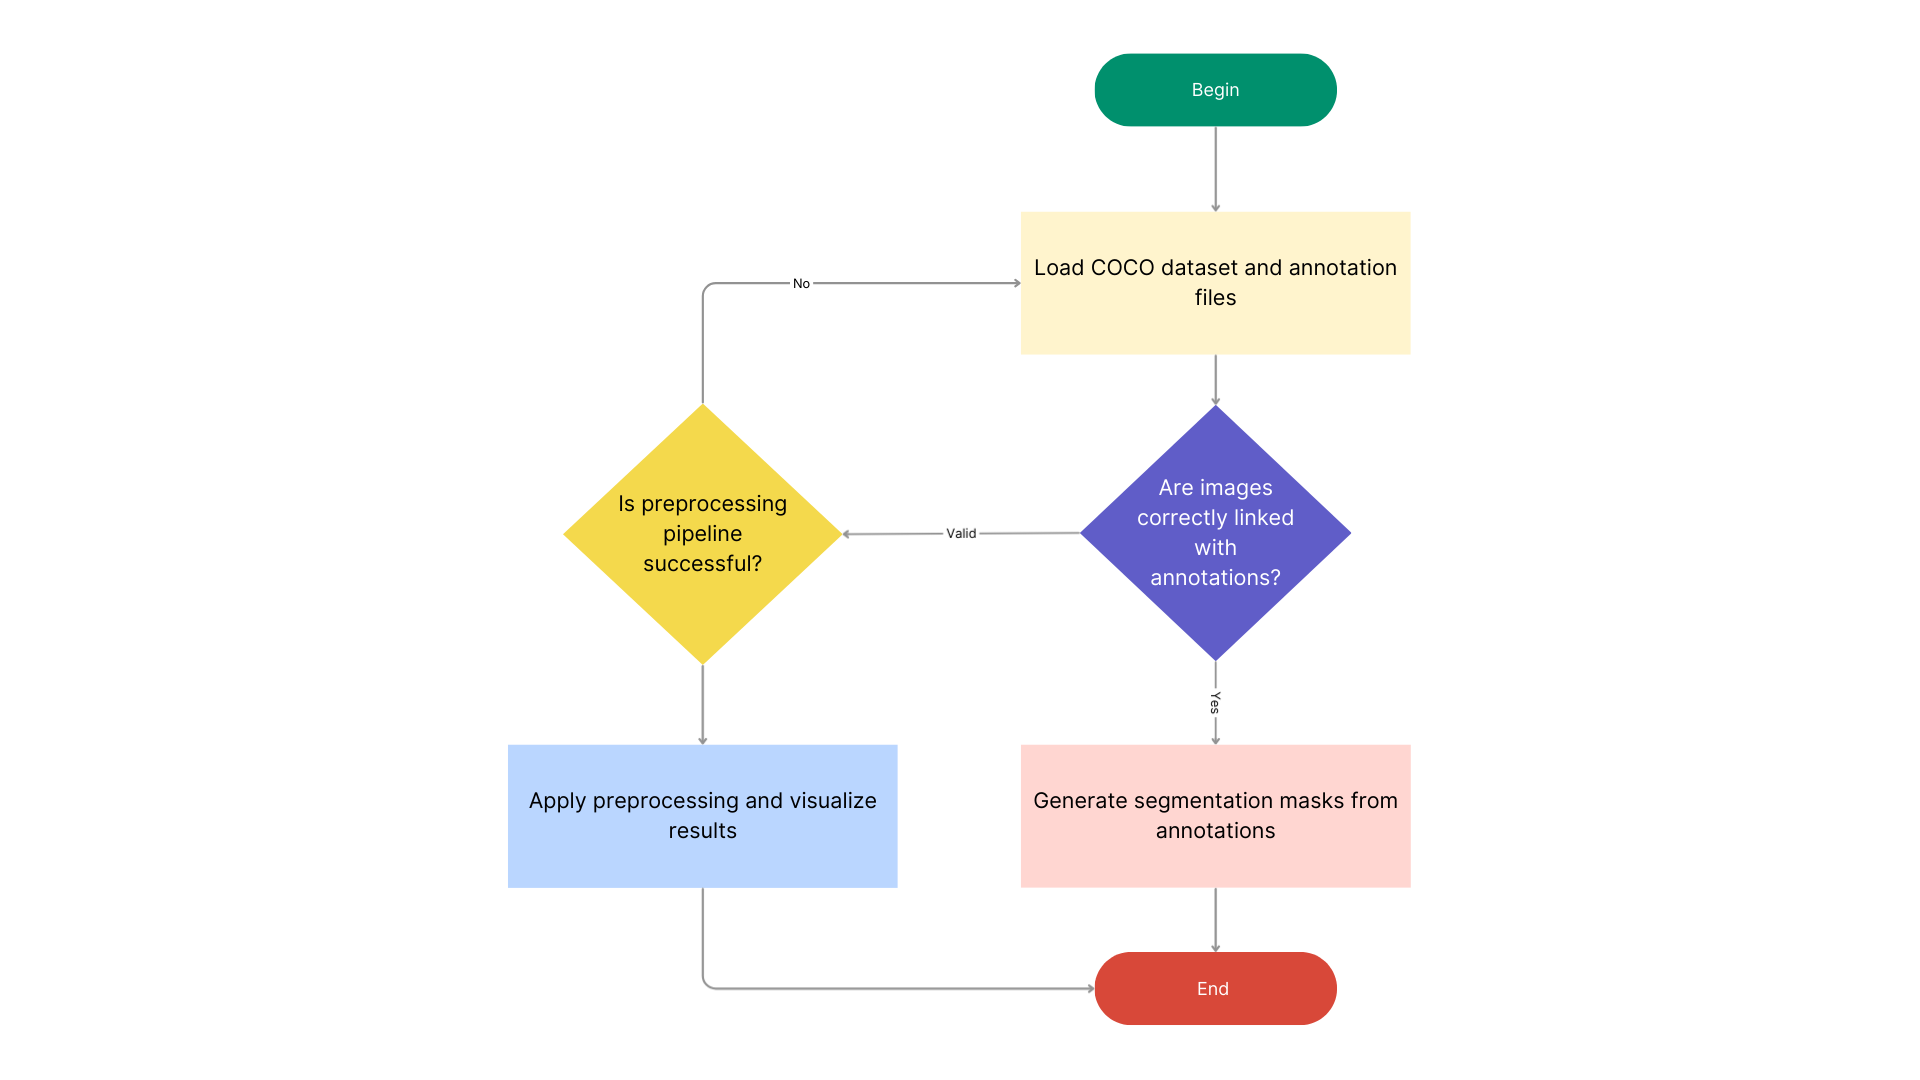 Begin
Load COCO dataset and annotation
files
No
Is preprocessing
pipeline
successful?
Valid
Are images
correctly linked
with
annotations?
Yes
Apply preprocessing and visualize
results
Generate segmentation masks from
annotations
End